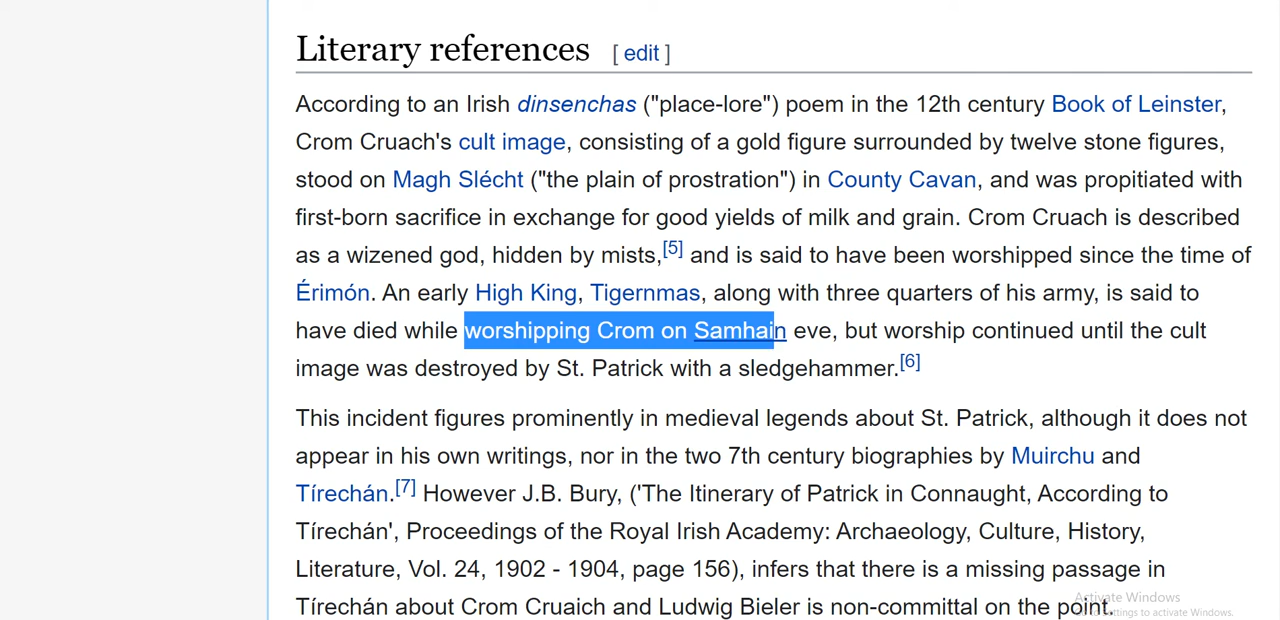 Literary references [ edit ]
According to an Irish dinsenchas ("place-lore") poem in the 12th century Book of Leinster,
Crom Cruach's cult image, consisting of a gold figure surrounded by twelve stone figures,
stood on Magh Slécht ("the plain of prostration") in County Cavan, and was propitiated with
first-born sacrifice in exchange for good yields of milk and grain. Crom Cruach is described
as a wizened god, hidden by mists,[5] and is said to have been worshipped since the time of
Érimón. An early High King, Tigernmas, along with three quarters of his army, is said to
have died while worshipping Crom on Samhain eve, but worship continued until the cult
image was destroyed by St. Patrick with a sledgehammer.[6]
This incident figures prominently in medieval legends about St. Patrick, although it does not
appear in his own writings, nor in the two 7th century biographies by Muirchu and
Tírechán.[7] However J.B. Bury, ('The Itinerary of Patrick in Connaught, According to
Tírechán', Proceedings of the Royal Irish Academy: Archaeology, Culture, History,
Literature, Vol. 24, 1902 - 1904, page 156), infers that there is a missing passage in
Tírechán about Crom Cruaich and Ludwig Bieler is non-committal on the point.
Activate Windows
to activate Windows.